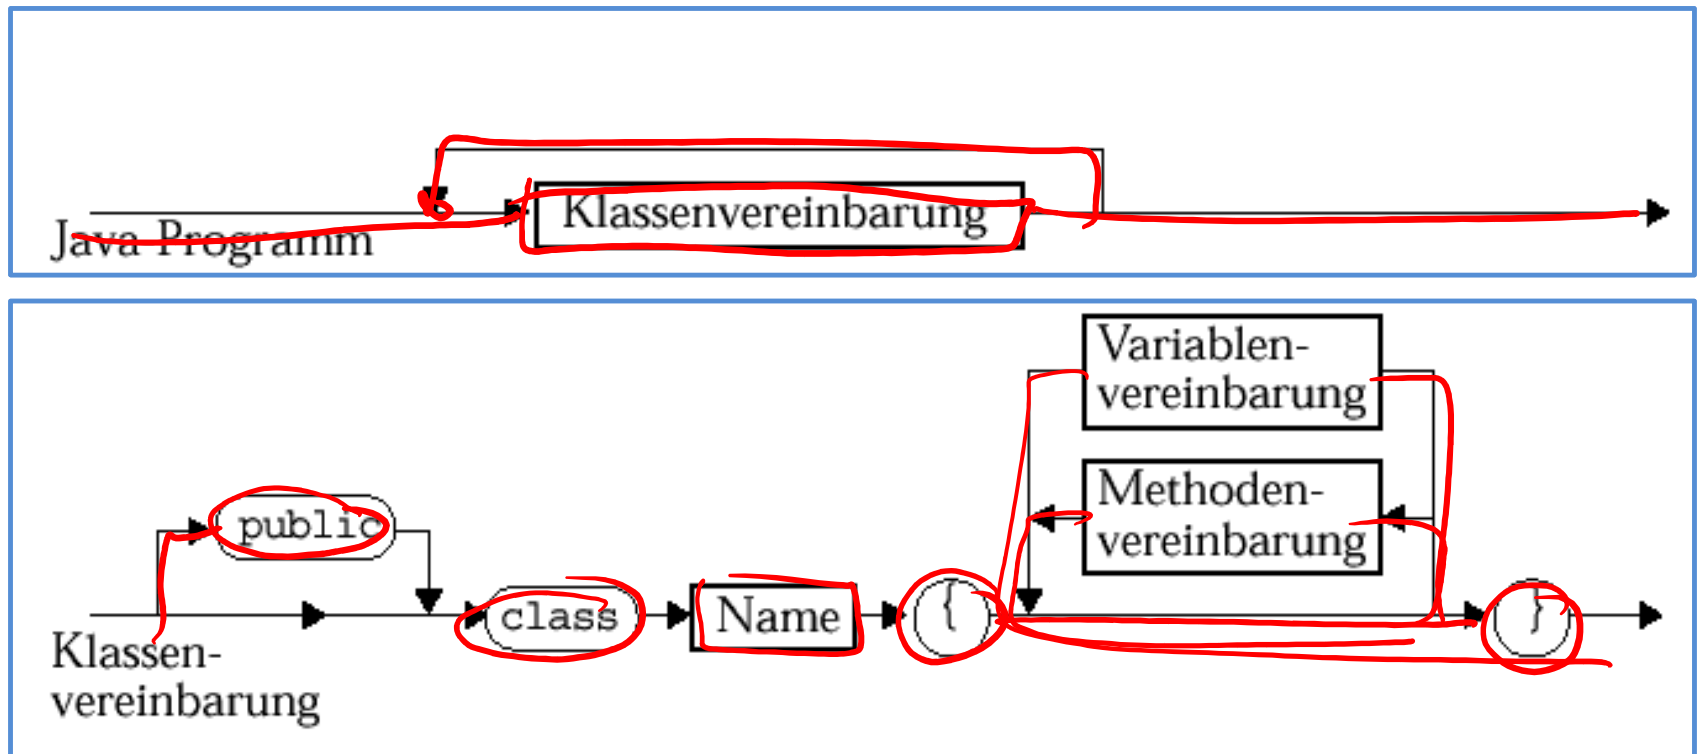 Klassenvereinbarung
Java-Programm
Variablen-
vereinbarung
Methoden-
vereinbarung
public
class
Name
{
}
Klassen-
vereinbarung